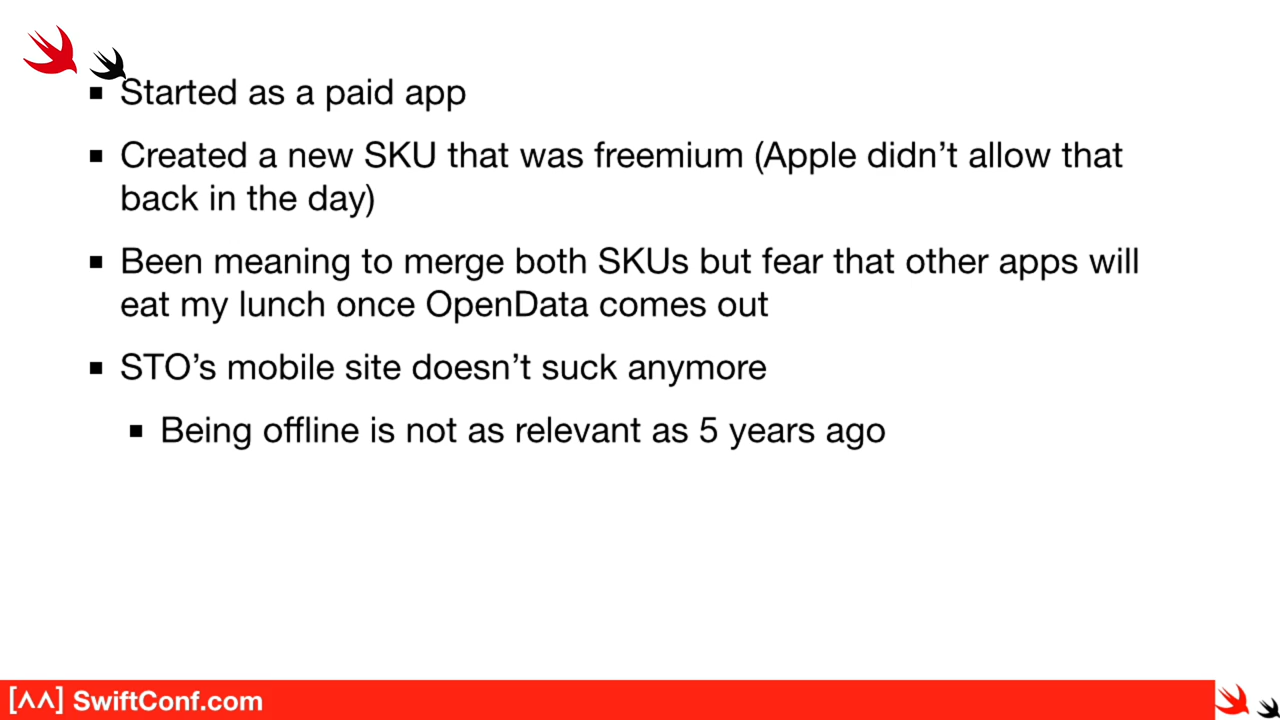 Started as a paid app
Created a new SKU that was freemium (Apple didn’t allow that
back in the day)
Been meaning to merge both SKUs but fear that other apps will
eat my lunch once OpenData comes out
STO’s mobile site doesn’t suck anymore
Being offline is not as relevant as 5 years ago
[^^] SwiftConf.com